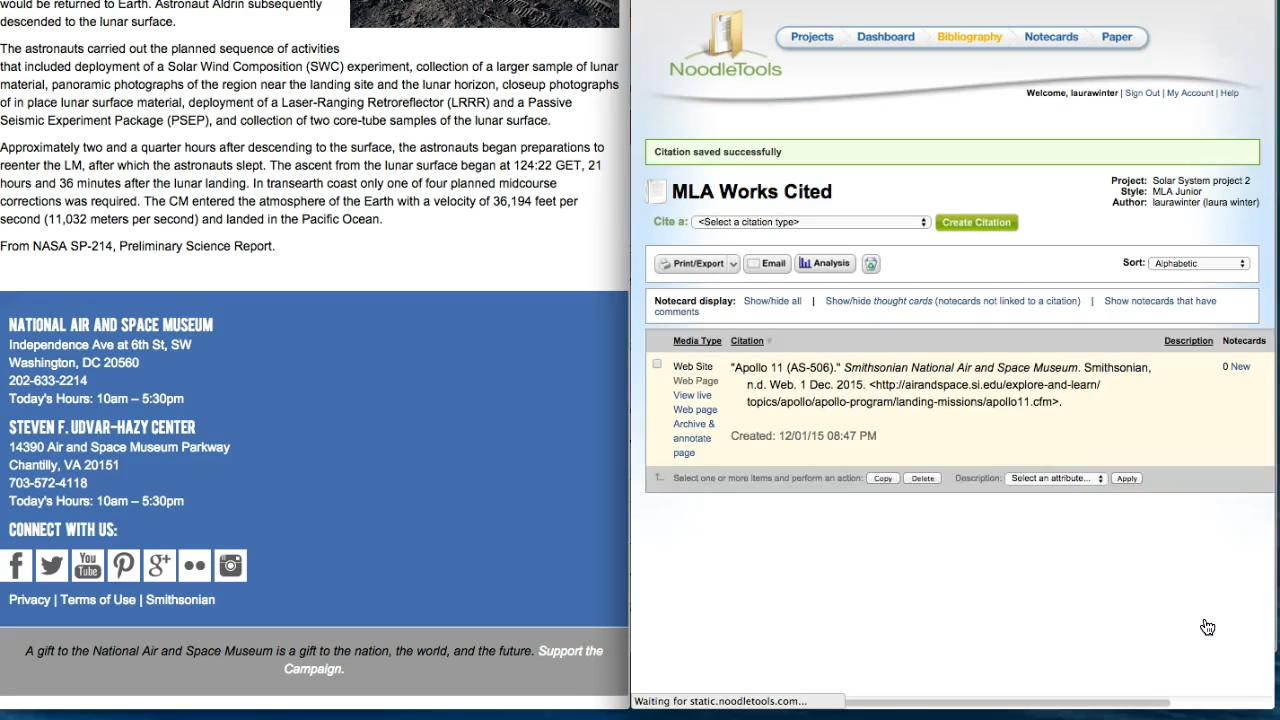 would be returned to Earth. Astronaut Aldrin subsequently
descended to the lunar surface.
The astronauts carried out the planned sequence of activities
that included deployment of a Solar Wind Composition (SWC) experiment, collection of a larger sample of lunar
material, panoramic photographs of the region near the landing site and the lunar horizon, closeup photographs
of in place lunar surface material, deployment of a Laser-Ranging Retroreflector (LRRR) and a Passive
Seismic Experiment Package (PSEP), and collection of two core-tube samples of the lunar surface.
Approximately two and a quarter hours after descending to the surface, the astronauts began preparations to
reenter the LM, after which the astronauts slept. The ascent from the lunar surface began at 124:22 GET, 21
hours and 36 minutes after the lunar landing. In transearth coast only one of four planned midcourse
corrections was required. The CM entered the atmosphere of the Earth with a velocity of 36,194 feet per
second (11,032 meters per second) and landed in the Pacific Ocean.
From NASA SP-214, Preliminary Science Report.
NATIONAL AIR AND SPACE MUSEUM
Independence Ave at 6th St, SW
Washington, DC 20560
202-633-2214
Today's Hours: 10am – 5:30pm
STEVEN F. UDVAR-HAZY CENTER
14390 Air and Space Museum Parkway
Chantilly, VA 20151
703-572-4118
Today's Hours: 10am – 5:30pm
CONNECT WITH US:
You
Tube
Privacy | Terms of Use | Smithsonian
A gift to the National Air and Space Museum is a gift to the nation, the world, and the future. Support the
Campaign.
NoodleTools
Projects Dashboard Bibliography Notecards Paper
Welcome, laurawinter | Sign Out | My Account | Help
Citation saved successfully
MLA Works Cited
Project: Solar System project 2
Style: MLA Junior
Author: laurawinter (laura winter)
Cite a: <Select a citation type> Create Citation
Print/Export Email Analysis Sort: Alphabetic
Notecard display: Show/hide all | Show/hide thought cards (notecards not linked to a citation) | Show notecards that have
comments
Media Type Citation Description Notecards
Web Site
Web Page
View live
Web page
Archive &
annotate
page
"Apollo 11 (AS-506)." Smithsonian National Air and Space Museum. Smithsonian,
n.d. Web. 1 Dec. 2015. <http://airandspace.si.edu/explore-and-learn/
topics/apollo/apollo-program/landing-missions/apollo11.cfm>.
Created: 12/01/15 08:47 PM
0 New
Select one or more items and perform an action: Copy Delete Description: Select an attribute... Apply
Waiting for static.noodletools.com...